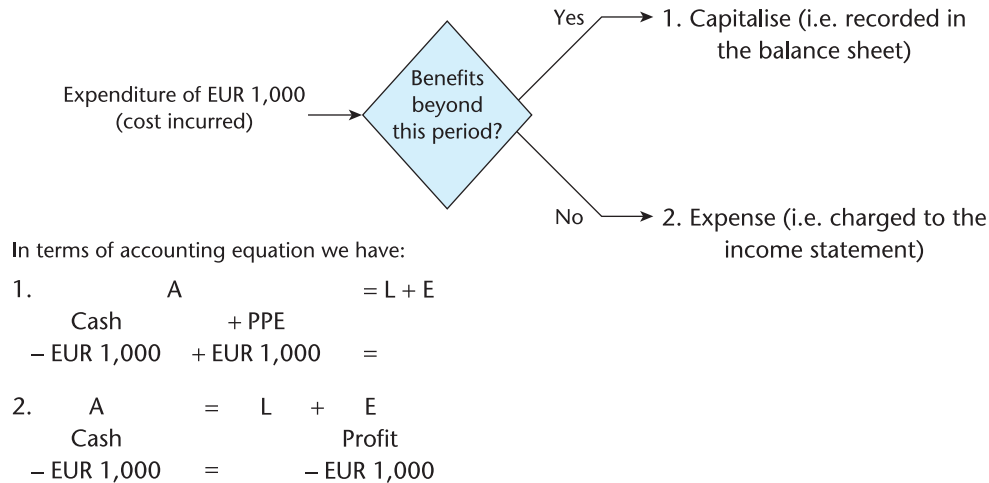 Yes
1. Capitalise (i.e. recorded in
the balance sheet)
Expenditure of EUR 1,000
(cost incurred)
Benefits
beyond
this period?
No
2. Expense (i.e. charged to the
income statement)
In terms of accounting equation we have:
1. A = L + E
Cash + PPE
– EUR 1,000 + EUR 1,000 =
2. A = L + E
Cash Profit
– EUR 1,000 = – EUR 1,000